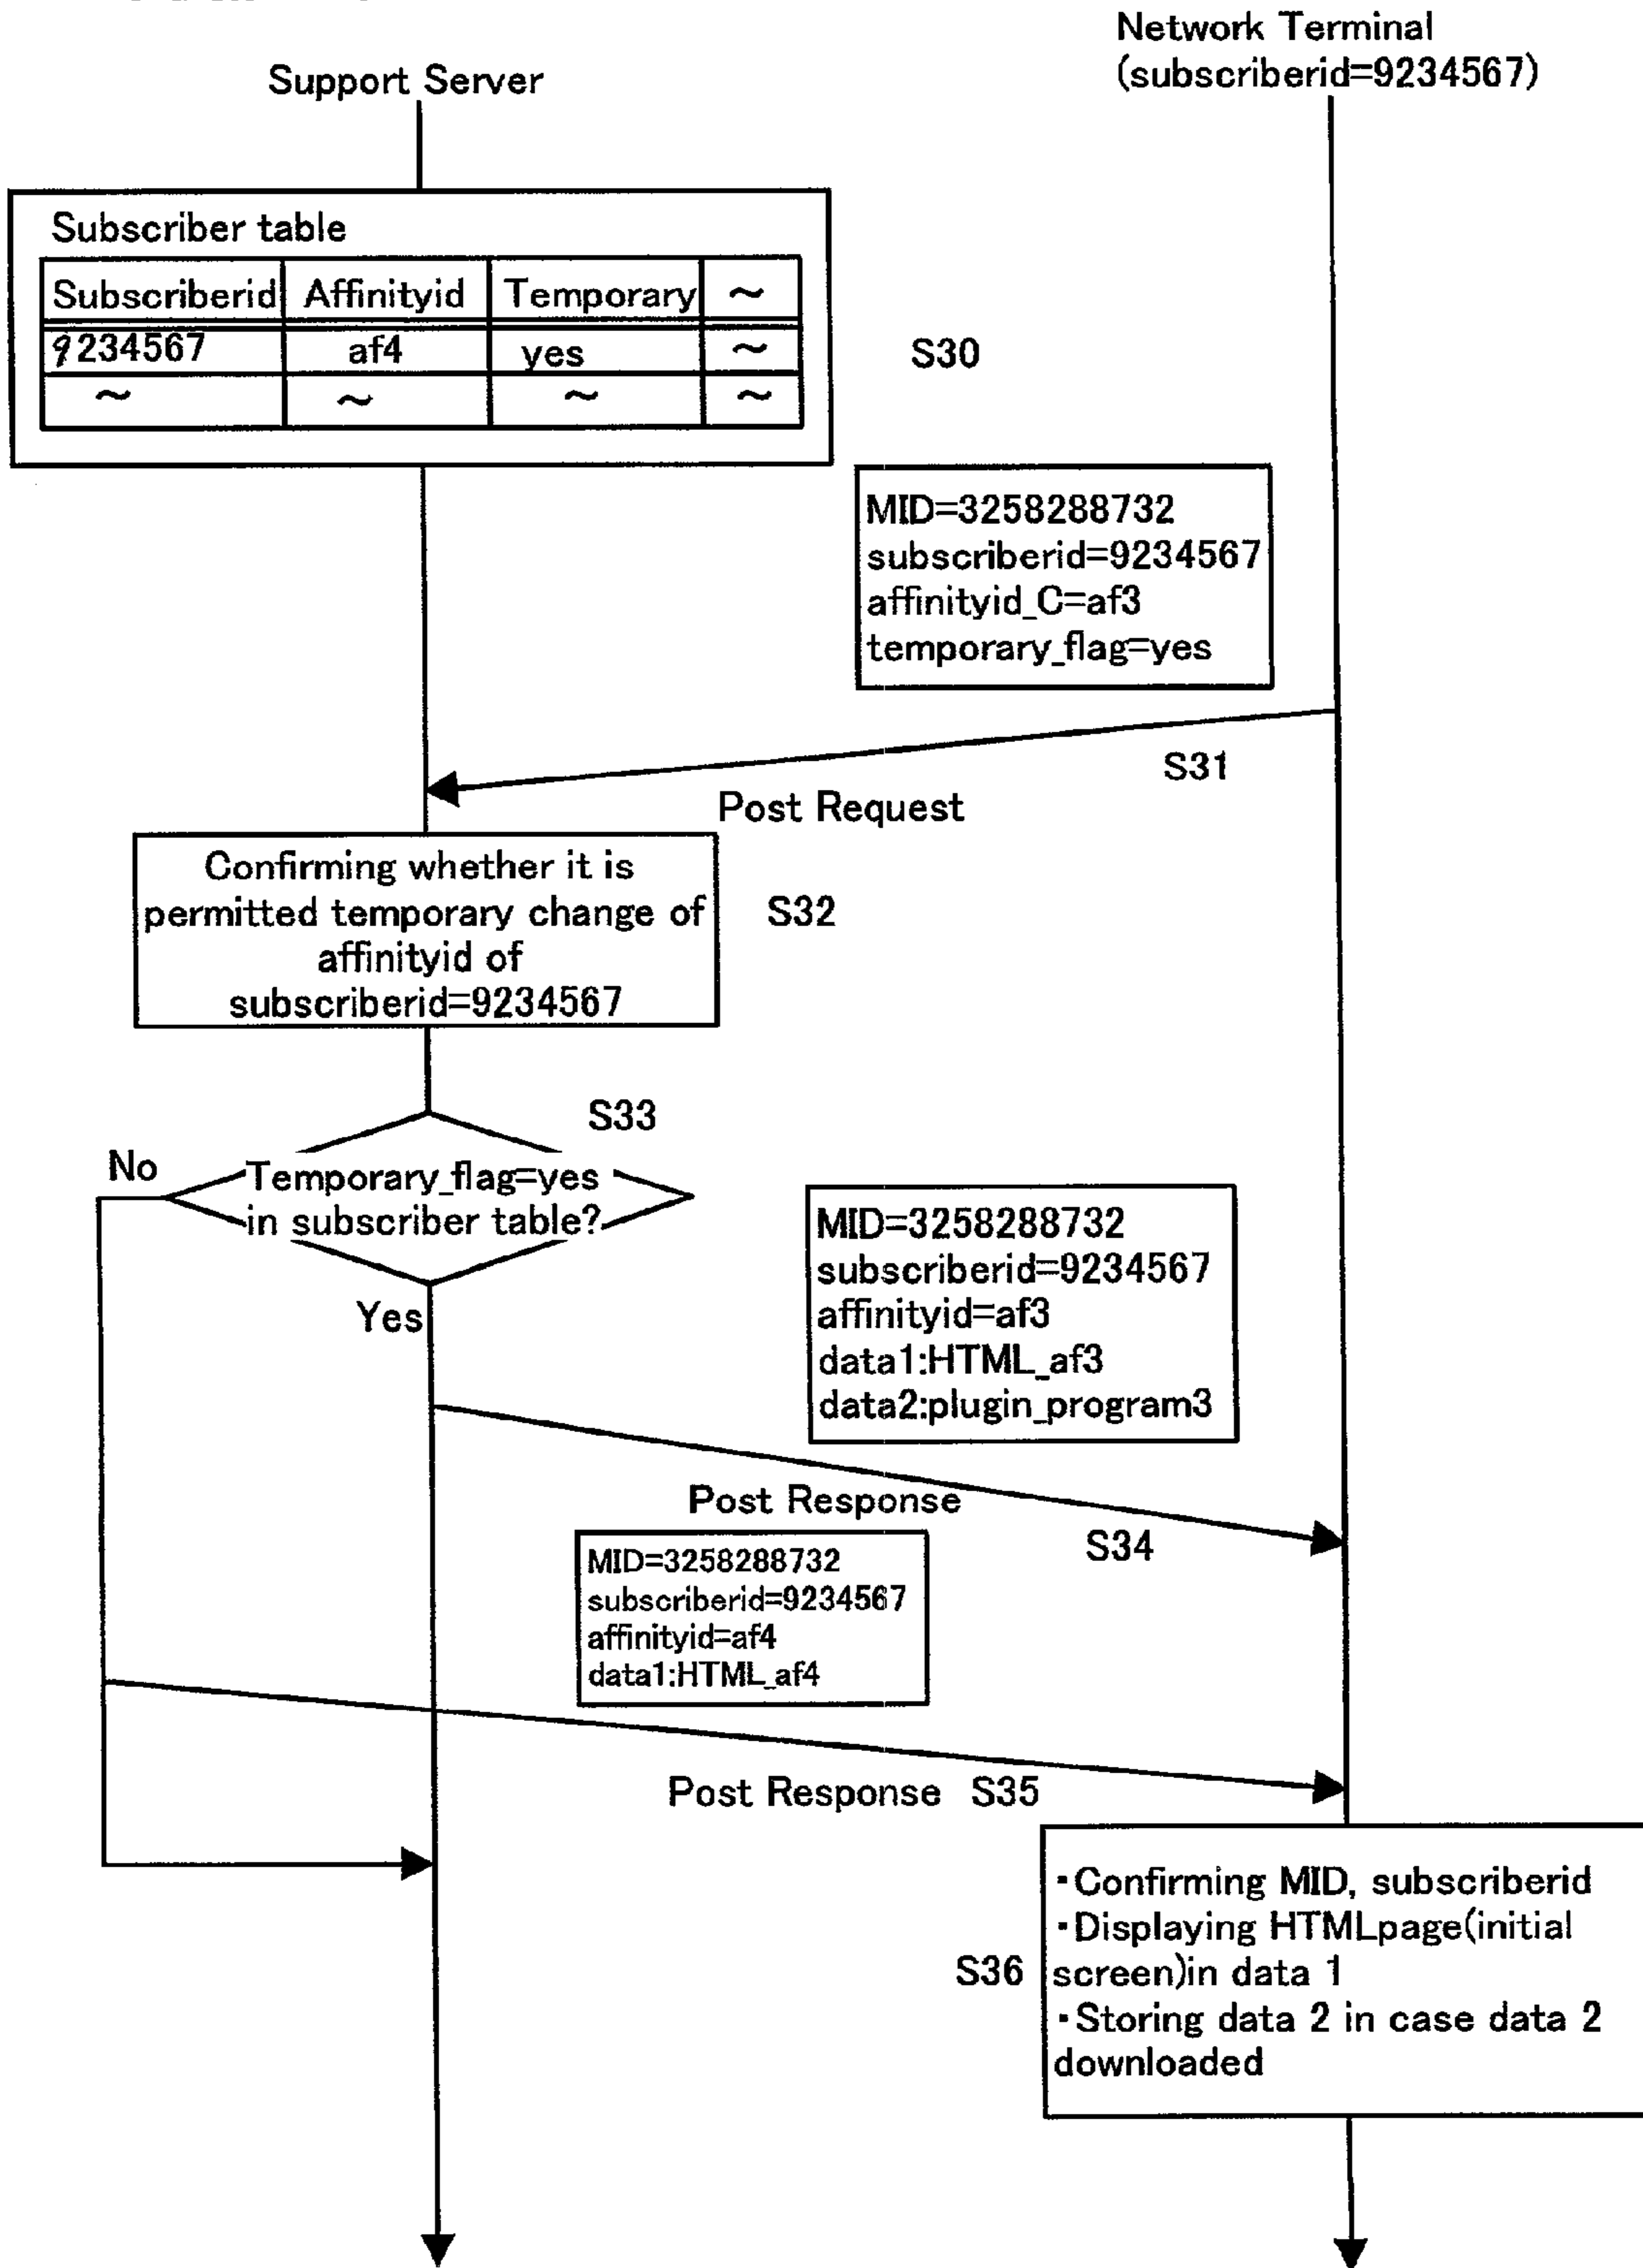 Network Terminal
(subscriberid=9234567)
Support Server
Subscriber table
Subscriberid Affinityid Temporary ~
9234567 af4 yes ~
~ ~ ~ ~
S30
MID=3258288732
subscriberid=9234567
affinityid_C=af3
temporary_flag=yes
S31
Post Request
Confirming whether it is
permitted temporary change of
affinityid of
subscriberid=9234567
S32
S33
No
Temporary_flag=yes
in subscriber table?
Yes
MID=3258288732
subscriberid=9234567
affinityid=af3
data1:HTML_af3
data2:plugin_program3
Post Response
S34
MID=3258288732
subscriberid=9234567
affinityid=af4
data1:HTML_af4
Post Response S35
S36
・Confirming MID, subscriberid
・Displaying HTMLpage(initial
screen)in data 1
・Storing data 2 in case data 2
downloaded